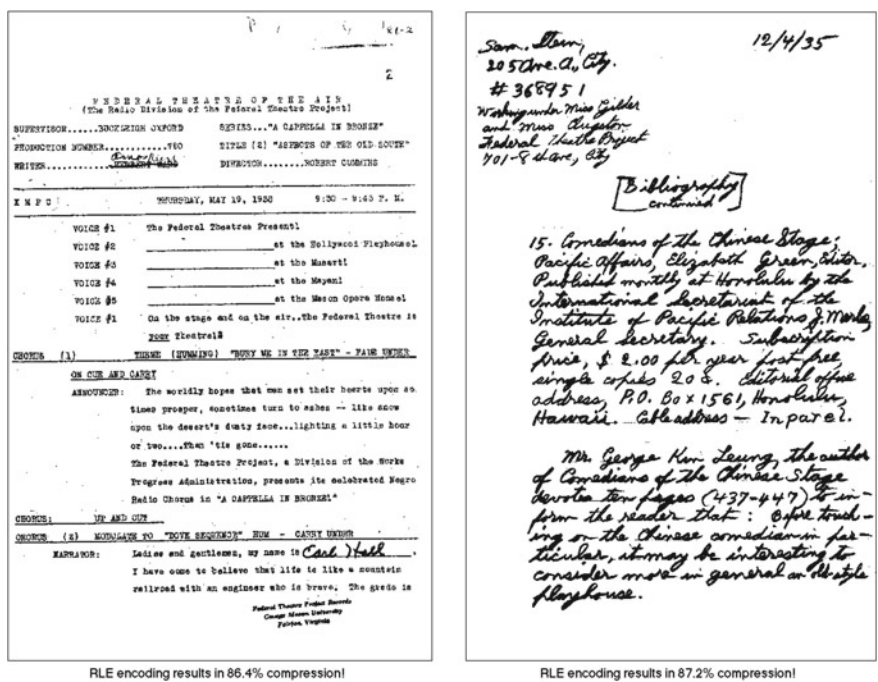 2
FEDERAL THEATRE OF THE AIR
(The Radio Division of the Federal Theatre Project)
SUPERVISOR......BUCKLEIGH OXFORD SERIES..."A CAPPELLA IN BRONZE"
PRODUCTION NUMBER............ TITLE (2) "ASPECTS OF THE OLD SOUTH"
WRITER DIRECTOR........ROBERT
K M P C THURSDAY, MAY 19, 1938 9:30 - 9:45 P. M.
VOICE #1 The Federal Theatres Present!
VOICE #2 at the Hollywood Playhouse!
VOICE #3 at the Musart!
VOICE #4 at the Mayan!
VOICE #5 at the Mason Opera House!
VOICE #1 On the stage and on the air..The Federal Theatre is
your Theatre!
CHORUS (1) THEME (HUMMING) "BURY ME IN THE EAST" - FADE UNDER
ON CUE AND CARRY
ANNOUNCER: The worldly hopes that men set their hearts upon so
times prosper, sometimes turn to ashes -- like snow
upon the desert's dusty face...lighting a little hour
or two....Then 'tis gone......
The Federal Theatre Project, a Division of the Works
Progress Administration, presents its celebrated Negro
Radio Chorus in "A CAPPELLA IN BRONZE!"
CHORUS: UP AND OUT
CHORUS (2) MODULATE TO "DOVE SEQUENCE" HUM - CARRY UNDER
NARRATOR: Ladies and gentlemen, my name is Carl Hall.
I have come to believe that life is like a mountain
railroad with an engineer who is brave. The grade is
Federal Theatre Project Records
George Mason University
Fairfax, Virginia
RLE encoding results in 86.4% compression!
Sam. Stern,
205 Ave. A, City.
# 368951
Working under Miss Gilder
and Miss
Federal Theatre Project
701-8th Ave, City
12/4/35
Bibliography
continued
15. Comedians of the Chinese Stage;
Pacific Affairs, Elizabeth Green, Editor.
Published monthly at Honolulu by the
International Secretariat of the
Institute of Pacific Relations J. Merle,
General Secretary. Subscription
Price, $ 2.00 per year post free,
single copies 20¢. Editorial office
address, P.O. Box 1561, Honolulu,
Hawaii. Cable address - Inparel.
Mr. George Kin Leung, the author
of Comedians of the Chinese Stage
devotes ten pages (437-447) to in-
form the reader that: Before touch-
ing on the Chinese comedian in par-
ticular, it may be interesting to
consider more in general an old-style
playhouse.
RLE encoding results in 87.2% compression!